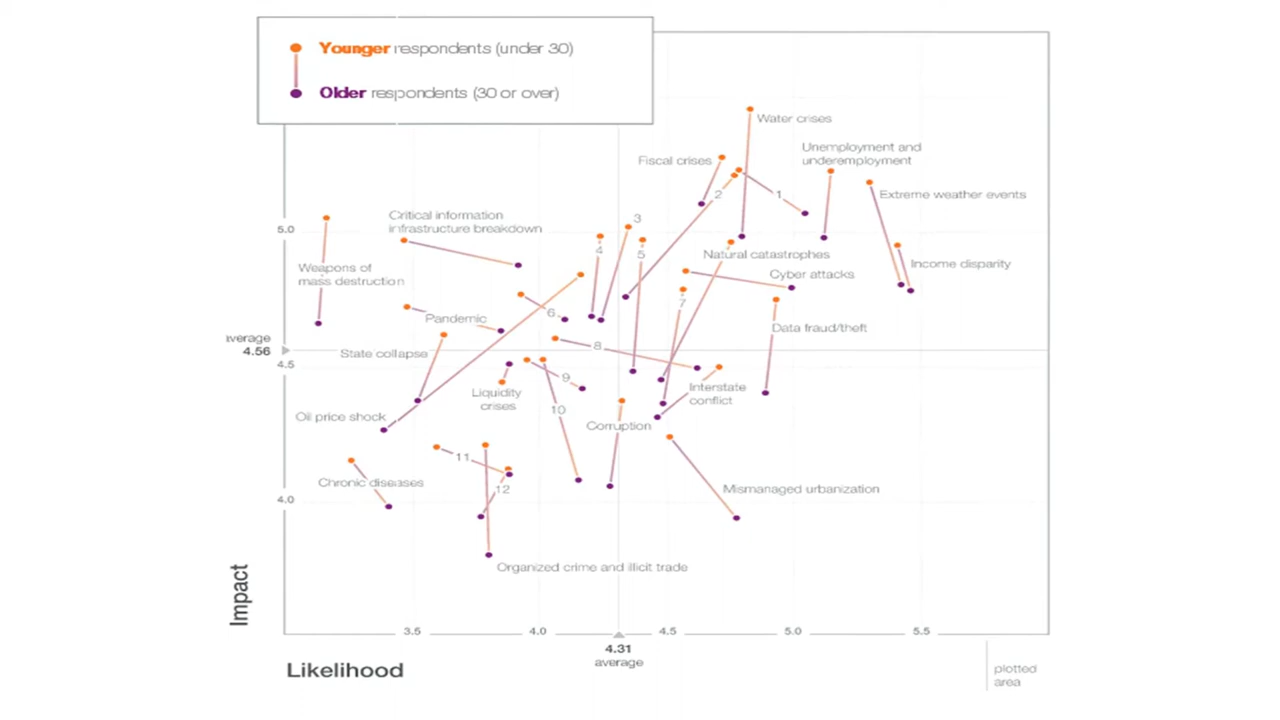 Younger respondents (under 30)
Older respondents (30 or over)
Water crises
Fiscal crises
Unemployment and
underemployment
1
2
Extreme weather events
Critical information
infrastructure breakdown
3
5.0
4
5
Natural catastrophes
Income disparity
Weapons of
mass destruction
Cyber attacks
7
6
Pandemic
Data fraud/theft
average
4.56
State collapse
8
4.5
9
Liquidity
crises
Interstate
conflict
10
Oil price shock
Corruption
11
Chronic diseases
12
Mismanaged urbanization
4.0
Organized crime and illicit trade
Impact
3.5
4.0
4.5
5.0
5.5
4.31
average
Likelihood
plotted
area